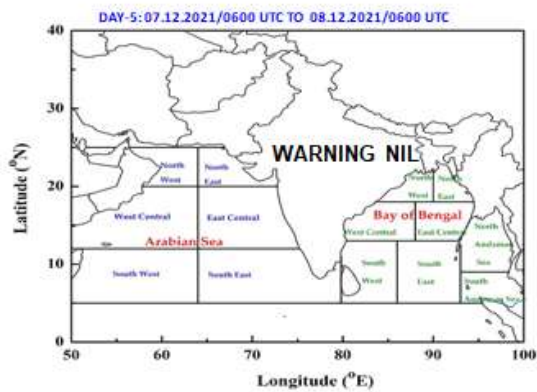 DAY-5: 07.12.2021/0600 UTC TO 08.12.2021/0600 UTC
40
30
20
10
0
Latitude (°N)
WARNING NIL
North West
North East
West Central
East Central
Arabian Sea
South West
South East
North West
North East
Bay of Bengal
West Central
East Central
South West
South East
North Andaman Sea
South Andaman Sea
50
60
70
80
90
100
Longitude (°E)